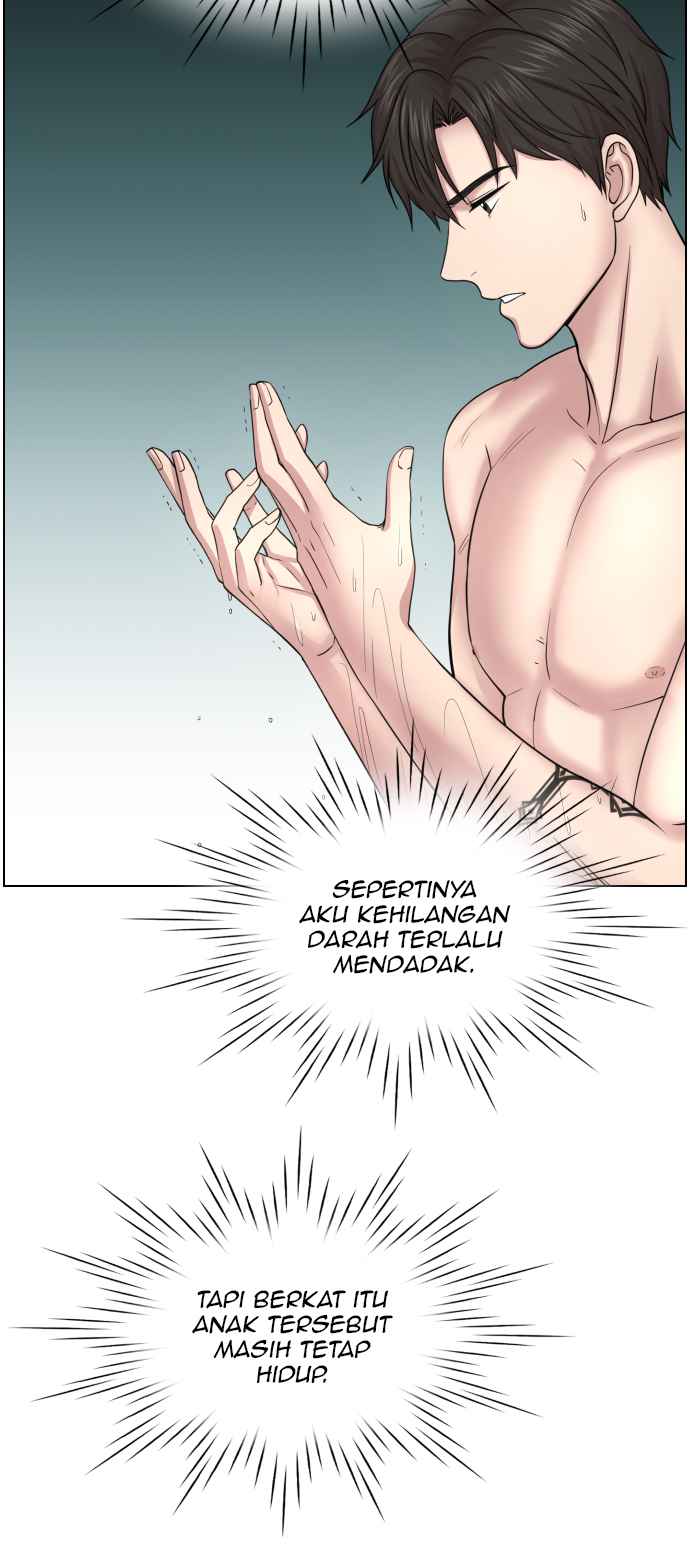 SEPERTINYA
AKU KEHILANGAN
DARAH TERLALU
MENDADAK.
TAPI BERKAT ITU
ANAK TERSEBUT
MASIH TETAP
HIDUP.